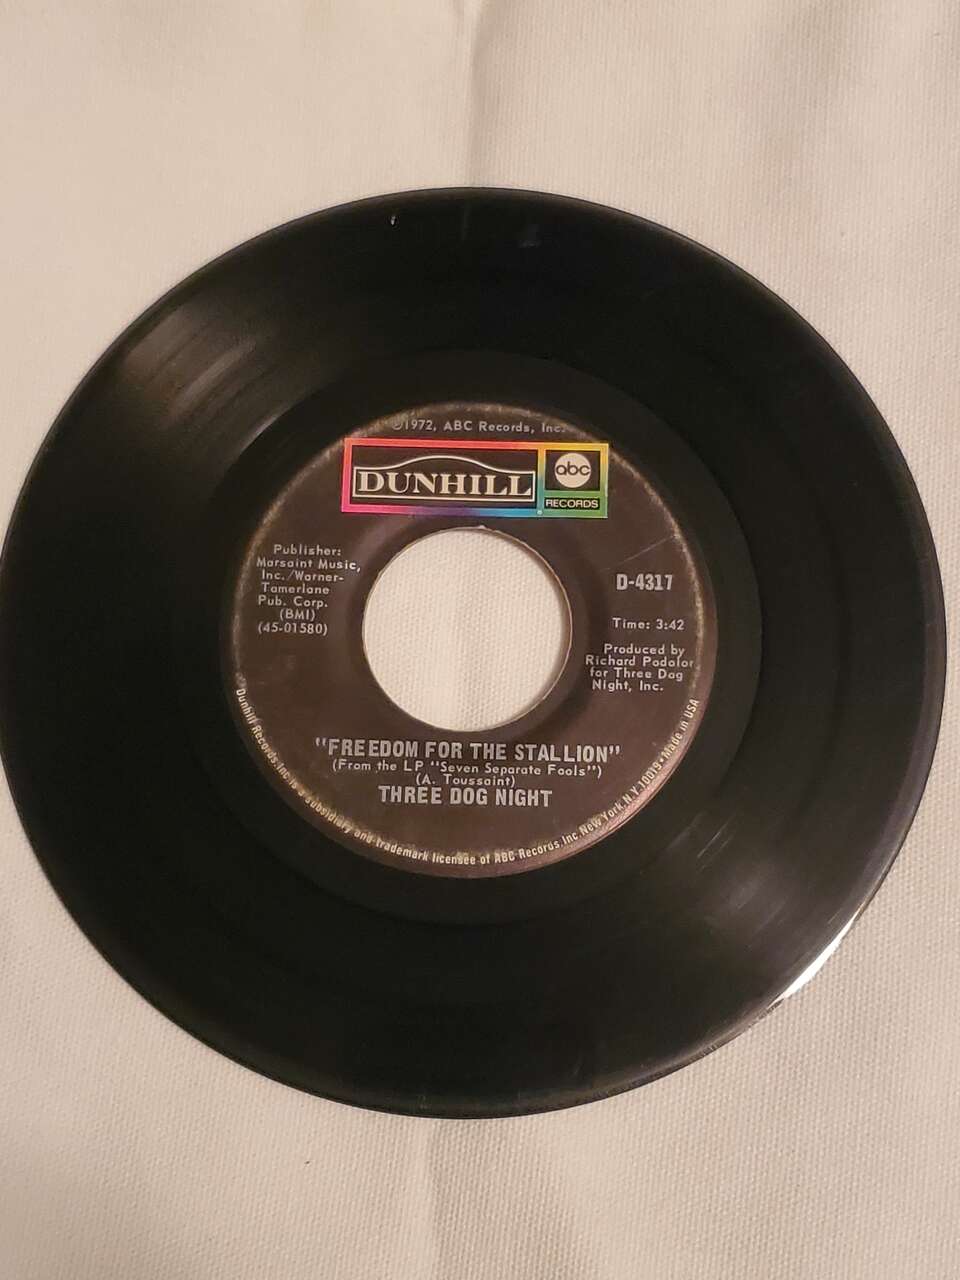 ℗1972, ABC Records, Inc.
DUNHILL
abc
RECORDS
Publisher:
Marsaint Music,
Inc./Warner-
Tamerlane
Pub. Corp.
(BMI)
(45-01580)
D-4317
Time: 3:42
Produced by
Richard Podolor
for Three Dog
Night, Inc.
"FREEDOM FOR THE STALLION"
(From the LP "Seven Separate Fools")
(A. Toussaint)
THREE DOG NIGHT
Dunhill Records, Inc. is a subsidiary and trademark licensee of ABC Records, Inc. New York, N.Y. 10019 • Made in USA